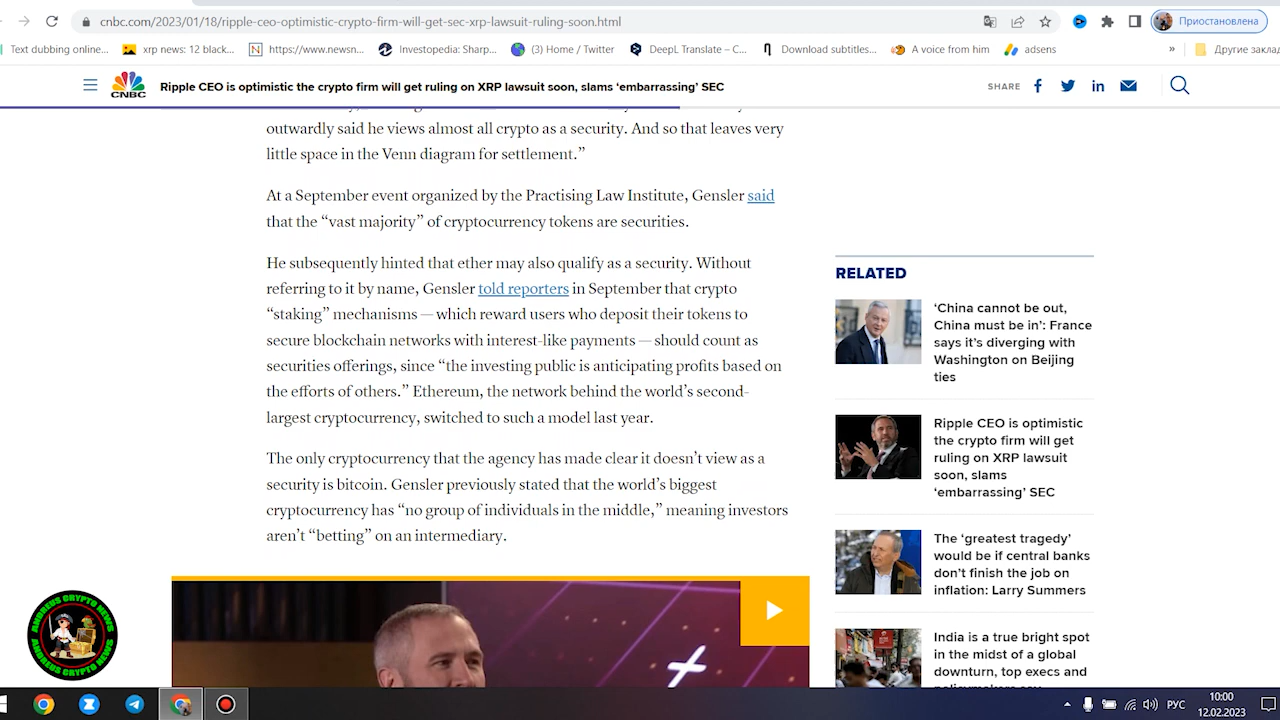 cnbc.com/2023/01/18/ripple-ceo-optimistic-crypto-firm-will-get-sec-xrp-lawsuit-ruling-soon.html
Приостановлена
Text dubbing online...
xrp news: 12 black...
https://www.newsn...
Investopedia: Sharp...
(3) Home / Twitter
DeepL Translate – C...
Download subtitles...
A voice from him
adsens
»
Другие закла
CNBC
Ripple CEO is optimistic the crypto firm will get ruling on XRP lawsuit soon, slams ‘embarrassing’ SEC
SHARE
outwardly said he views almost all crypto as a security. And so that leaves very
little space in the Venn diagram for settlement.”
At a September event organized by the Practising Law Institute, Gensler said
that the “vast majority” of cryptocurrency tokens are securities.
He subsequently hinted that ether may also qualify as a security. Without
referring to it by name, Gensler told reporters in September that crypto
“staking” mechanisms — which reward users who deposit their tokens to
secure blockchain networks with interest-like payments — should count as
securities offerings, since “the investing public is anticipating profits based on
the efforts of others.” Ethereum, the network behind the world’s second-
largest cryptocurrency, switched to such a model last year.
The only cryptocurrency that the agency has made clear it doesn’t view as a
security is bitcoin. Gensler previously stated that the world’s biggest
cryptocurrency has “no group of individuals in the middle,” meaning investors
aren’t “betting” on an intermediary.
RELATED
‘China cannot be out,
China must be in’: France
says it’s diverging with
Washington on Beijing
ties
Ripple CEO is optimistic
the crypto firm will get
ruling on XRP lawsuit
soon, slams
‘embarrassing’ SEC
The ‘greatest tragedy’
would be if central banks
don’t finish the job on
inflation: Larry Summers
India is a true bright spot
in the midst of a global
downturn, top execs and
ANDREUS CRYPTO NEWS
ANDREUS CRYPTO NEWS
РУС
10:00
12.02.2023